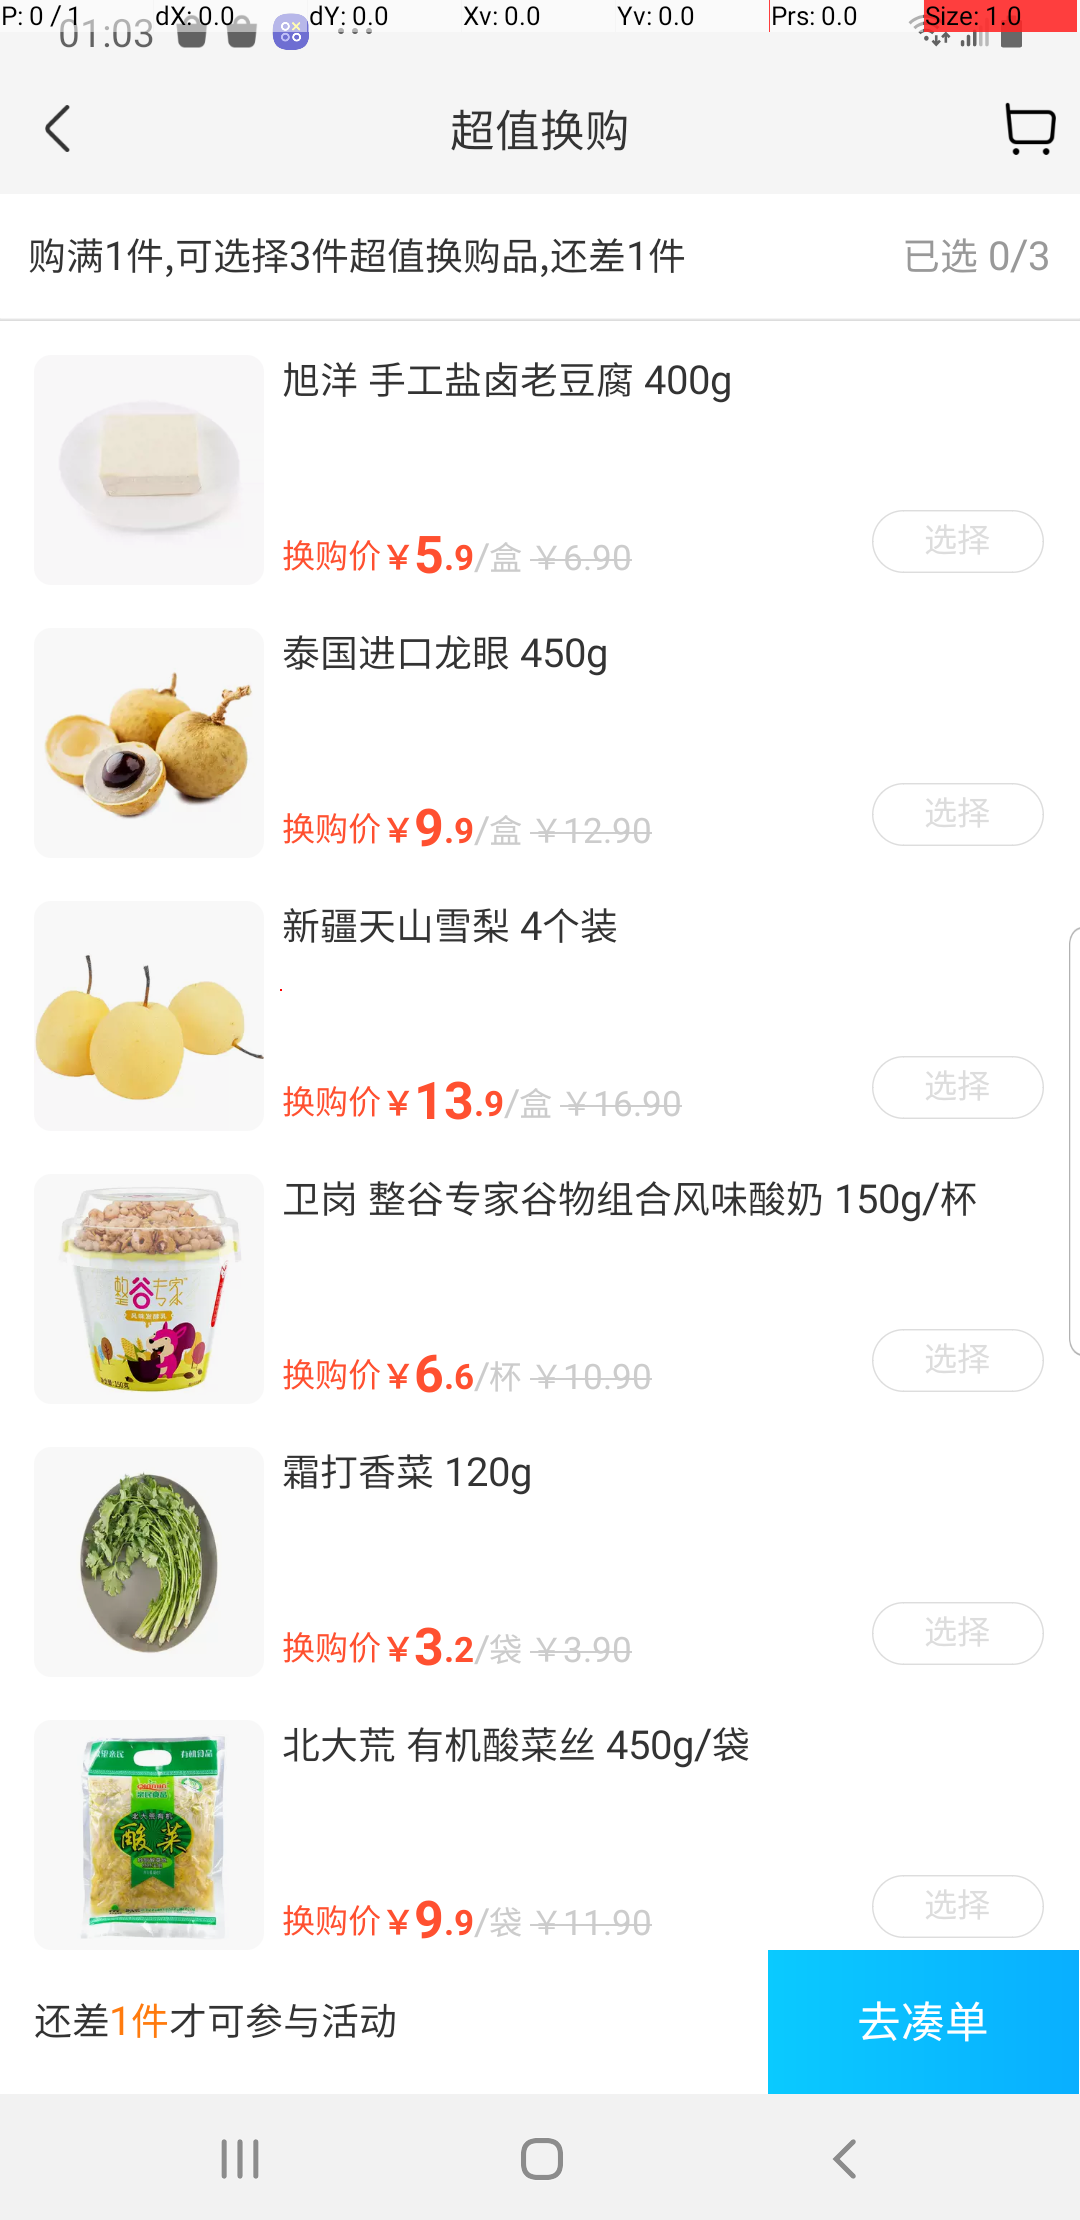 P: 0 / 1 dX: 0.0 dY: 0.0 Xv: 0.0 Yv: 0.0 Prs: 0.0 Size: 1.0
01:03
超值换购
购满1件,可选择3件超值换购品,还差1件 已选 0/3
旭洋 手工盐卤老豆腐 400g
换购价¥5.9/盒 ¥6.90 选择
泰国进口龙眼 450g
换购价¥9.9/盒 ¥12.90 选择
新疆天山雪梨 4个装
换购价¥13.9/盒 ¥16.90 选择
卫岗 整谷专家谷物组合风味酸奶 150g/杯
整谷专家
换购价¥6.6/杯 ¥10.90 选择
霜打香菜 120g
换购价¥3.2/袋 ¥3.90 选择
北大荒 有机酸菜丝 450g/袋
有机食品
酸菜
换购价¥9.9/袋 ¥11.90 选择
还差1件才可参与活动 去凑单